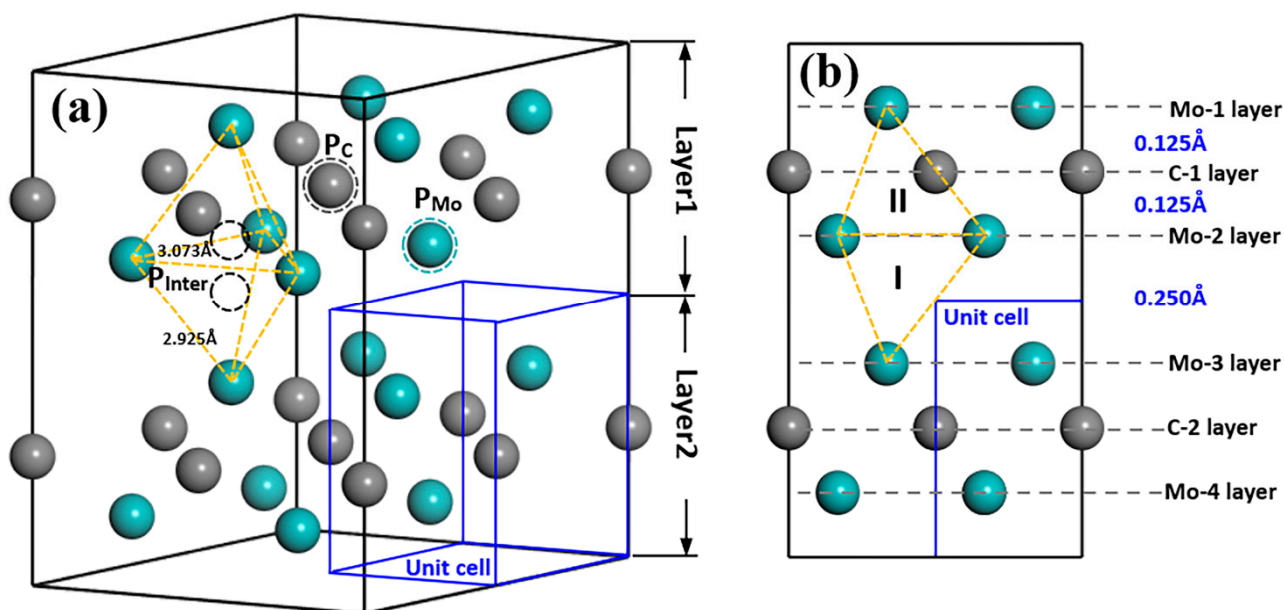 (a)
P_C
P_Mo
3.073Å
P_Inter
2.925Å
Layer1
Layer2
Unit cell
(b)
Mo-1 layer
0.125Å
C-1 layer
II
0.125Å
Mo-2 layer
I
0.250Å
Unit cell
Mo-3 layer
C-2 layer
Mo-4 layer